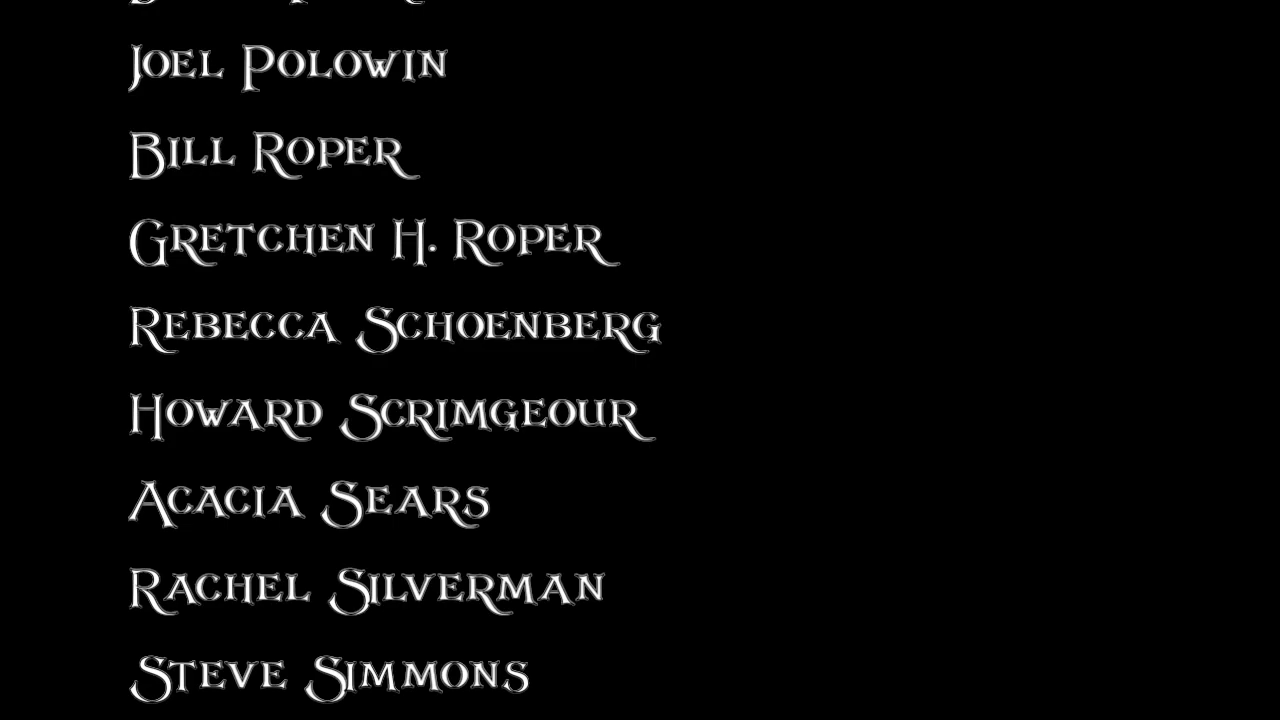 Joel Polowin
Bill Roper
Gretchen H. Roper
Rebecca Schoenberg
Howard Scrimgeour
Acacia Sears
Rachel Silverman
Steve Simmons